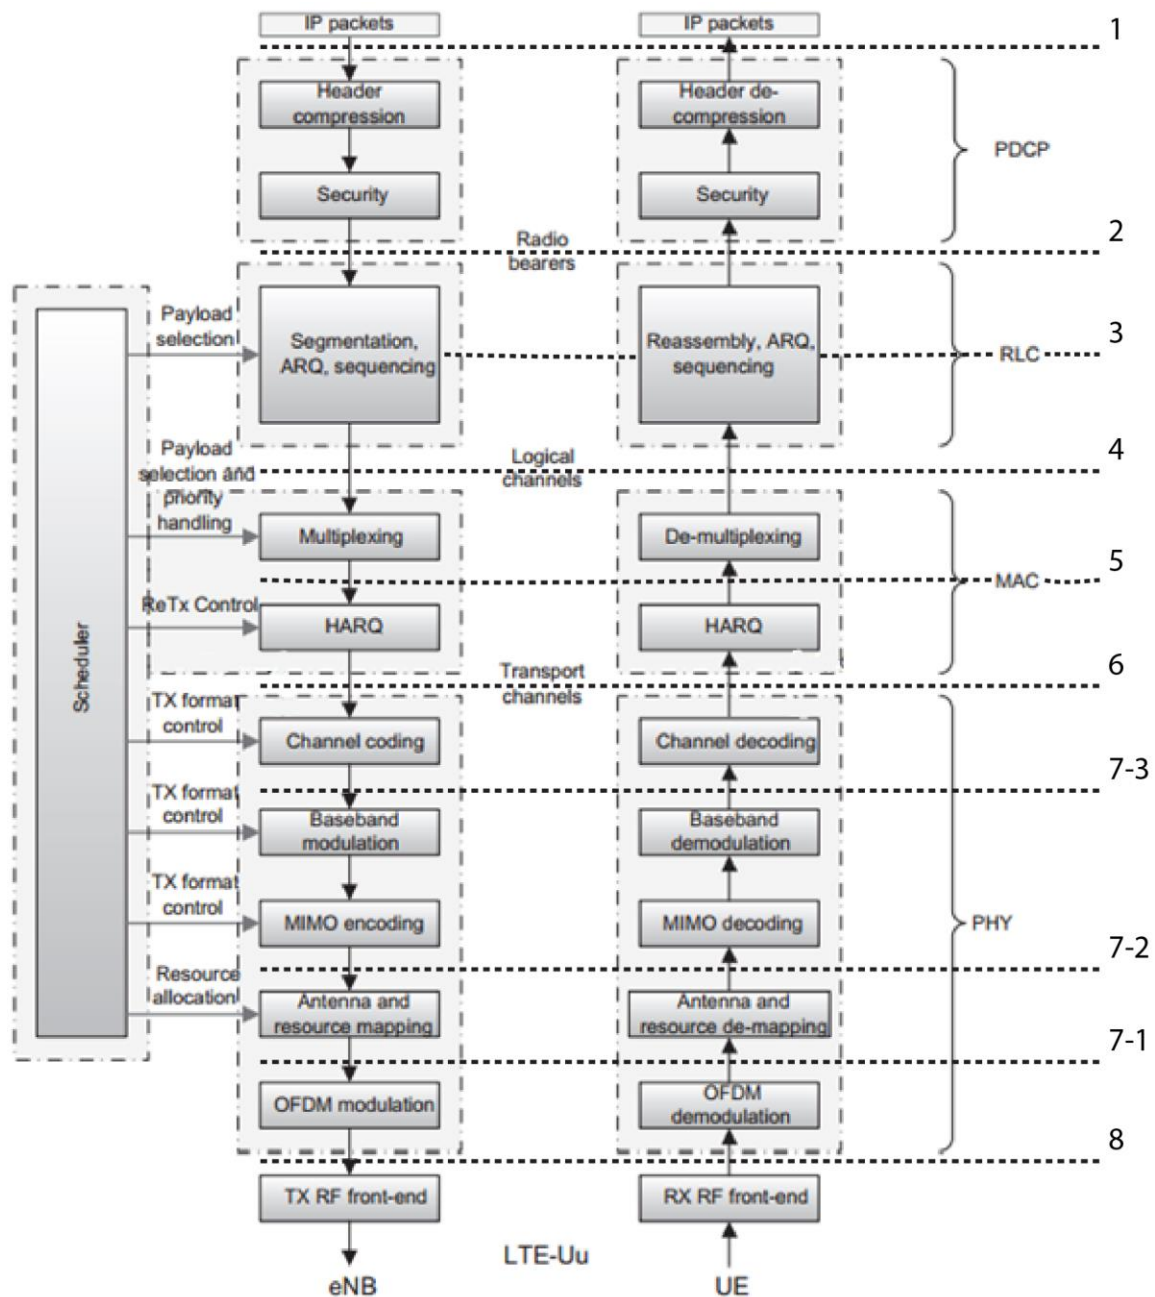 IP packets
IP packets
1
Header
compression
Header de-
compression
PDCP
Security
Security
2
Radio
bearers
Payload
selection
Segmentation,
ARQ, sequencing
Reassembly, ARQ,
sequencing
3
RLC
Payload
selection and
priority
handling
Logical
channels
4
Multiplexing
De-multiplexing
5
MAC
ReTx Control
HARQ
HARQ
Scheduler
Transport
channels
6
TX format
control
Channel coding
Channel decoding
7-3
TX format
control
Baseband
modulation
Baseband
demodulation
TX format
control
MIMO encoding
MIMO decoding
PHY
7-2
Resource
allocation
Antenna and
resource mapping
Antenna and
resource de-mapping
7-1
OFDM modulation
OFDM
demodulation
8
TX RF front-end
RX RF front-end
LTE-Uu
eNB
UE